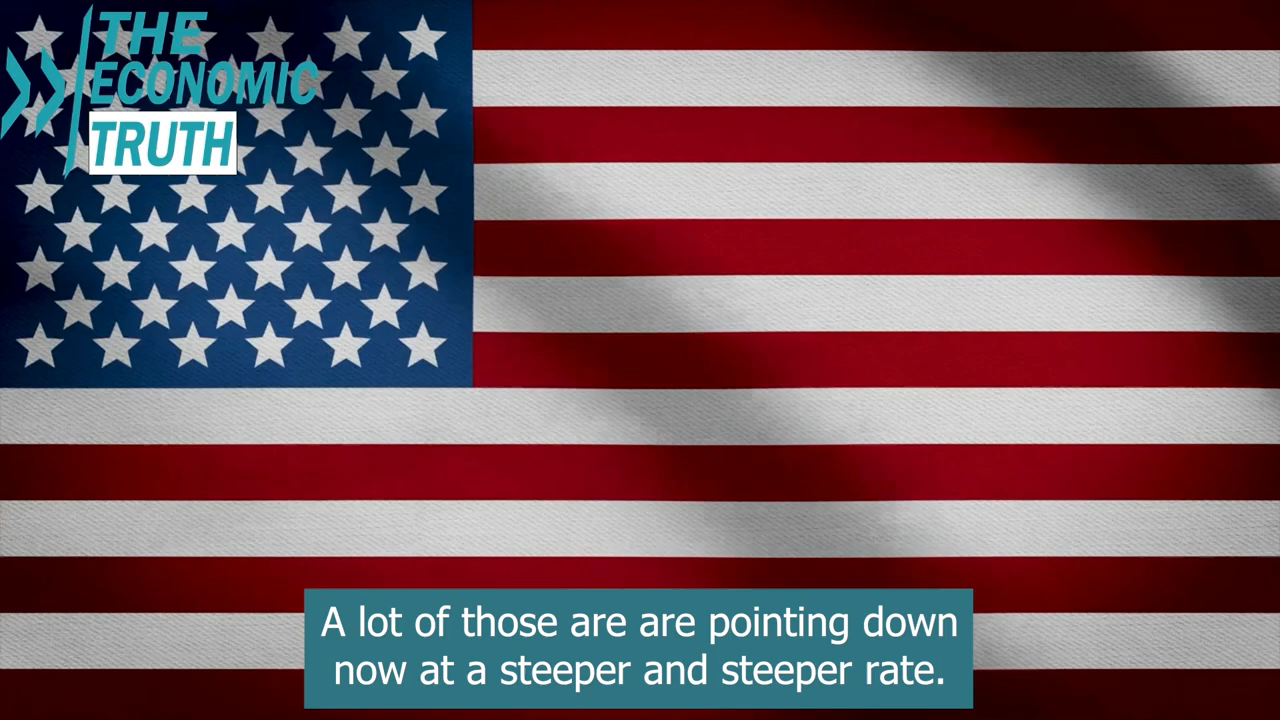 THE
ECONOMIC
TRUTH
A lot of those are are pointing down
now at a steeper and steeper rate.